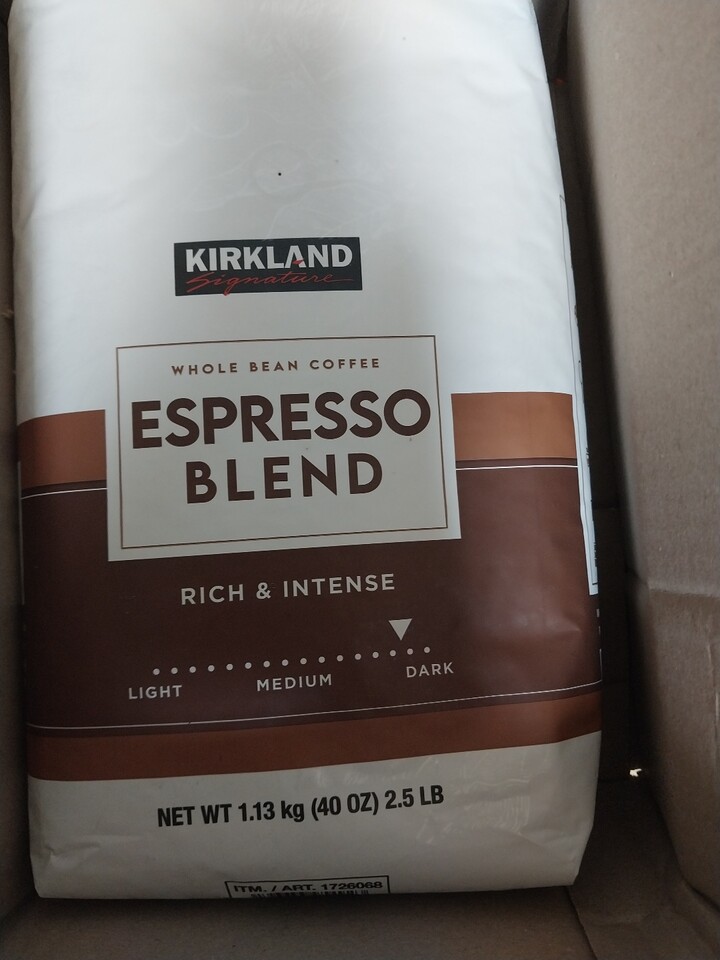 KIRKLAND
Signature
WHOLE BEAN COFFEE
ESPRESSO
BLEND
RICH & INTENSE
LIGHT MEDIUM DARK
NET WT 1.13 kg (40 OZ) 2.5 LB
ITM. / ART. 1726068